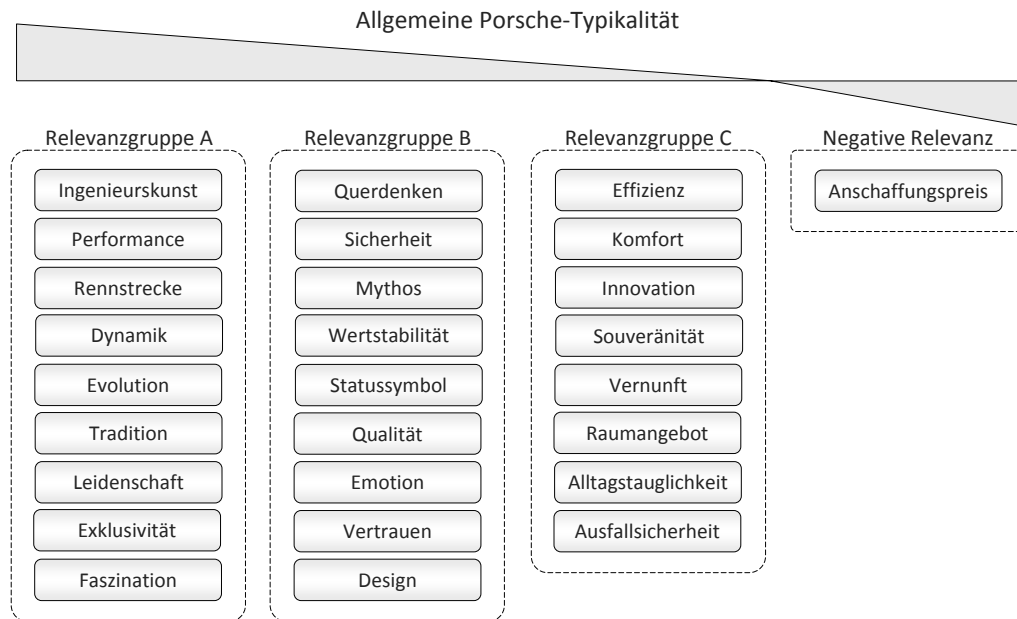 Allgemeine Porsche-Typikalität
Relevanzgruppe A
Ingenieurskunst
Performance
Rennstrecke
Dynamik
Evolution
Tradition
Leidenschaft
Exklusivität
Faszination
Relevanzgruppe B
Querdenken
Sicherheit
Mythos
Wertstabilität
Statussymbol
Qualität
Emotion
Vertrauen
Design
Relevanzgruppe C
Effizienz
Komfort
Innovation
Souveränität
Vernunft
Raumangebot
Alltagstauglichkeit
Ausfallsicherheit
Negative Relevanz
Anschaffungspreis